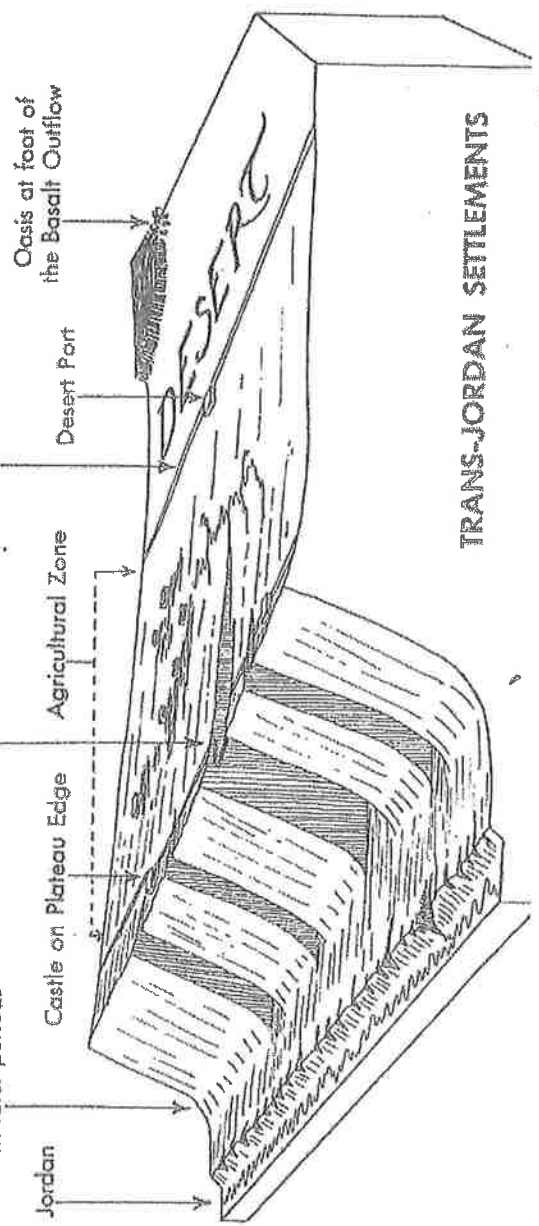 Oasis at foot of
the Basalt Outflow
Desert Port
Agricultural Zone
Castle on Plateau Edge
Jordan
DESERT
TRANS-JORDAN SETTLEMENTS